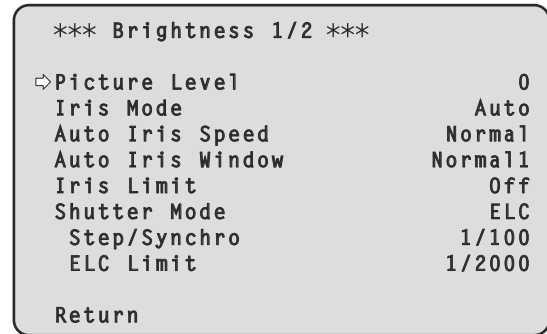 *** Brightness 1/2 ***
⇨Picture Level 0
Iris Mode Auto
Auto Iris Speed Normal
Auto Iris Window Normal1
Iris Limit Off
Shutter Mode ELC
Step/Synchro 1/100
ELC Limit 1/2000
Return